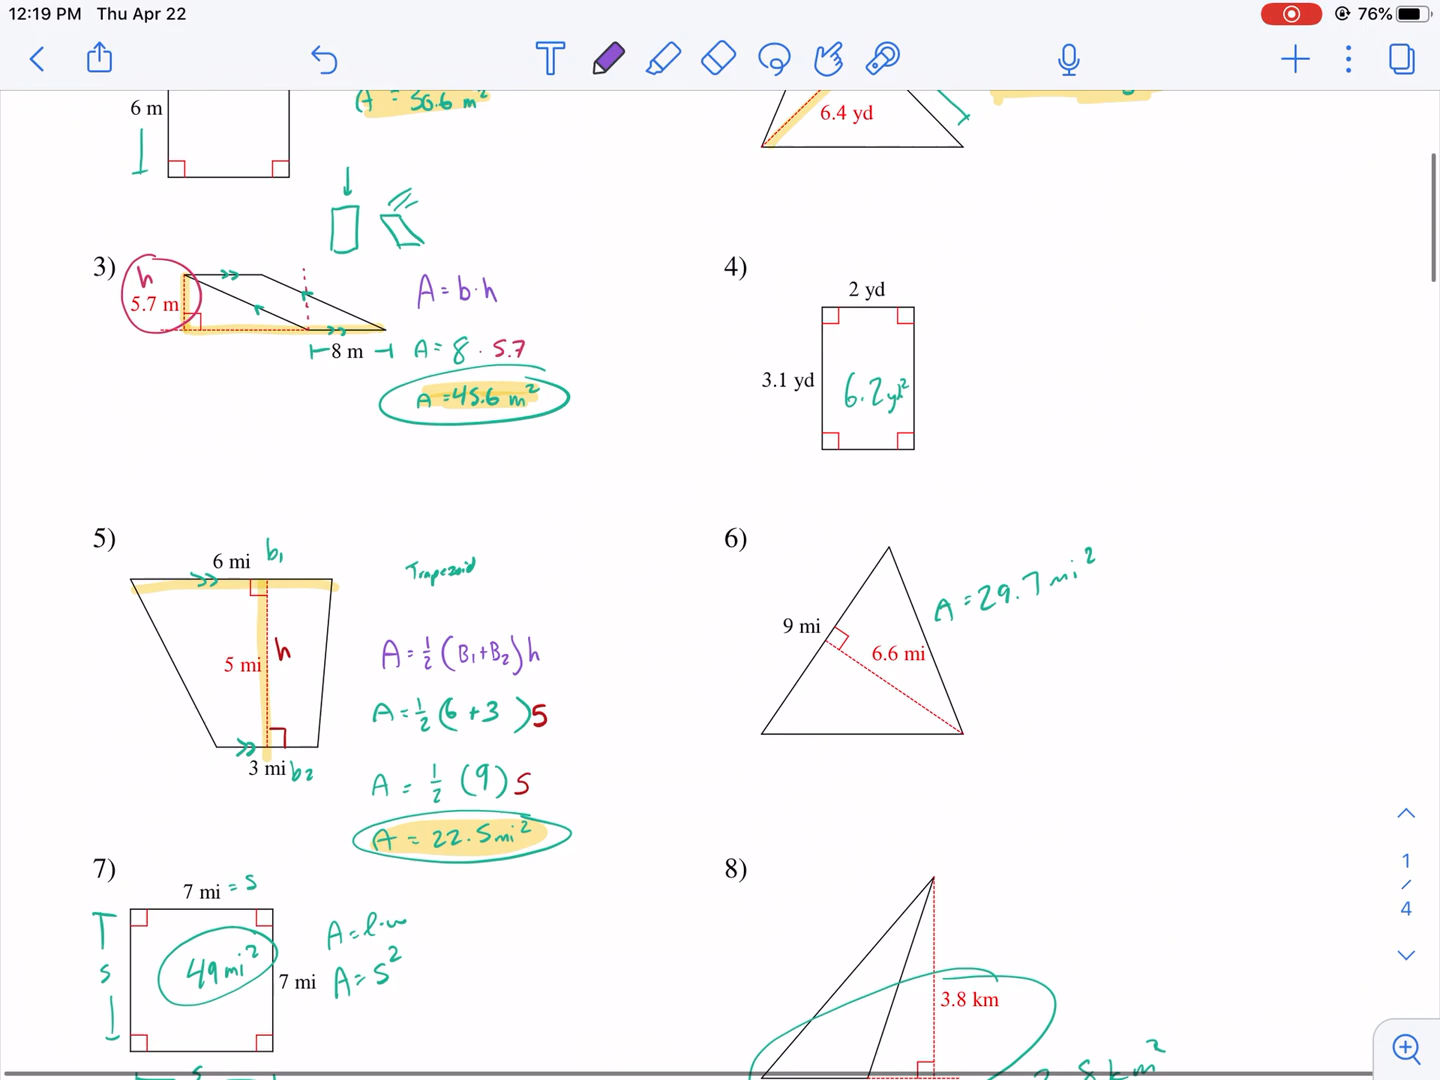 12:19 PM Thu Apr 22
76%
6 m
A = 50.6 m²
6.4 yd
3)
h
5.7 m
8 m
A = b·h
A = 8 · 5.7
A = 45.6 m²
4)
2 yd
3.1 yd
6.2 yd²
5)
6 mi b₁
Trapezoid
5 mi h
3 mi b₂
A = ½ (B₁+B₂) h
A = ½ (6 + 3 ) 5
A = ½ (9) 5
A = 22.5 mi²
6)
9 mi
6.6 mi
A = 29.7 mi²
7)
7 mi = s
T
s
49 mi²
7 mi
A = l·w
A = s²
s
8)
3.8 km
8 km²
1
/
4